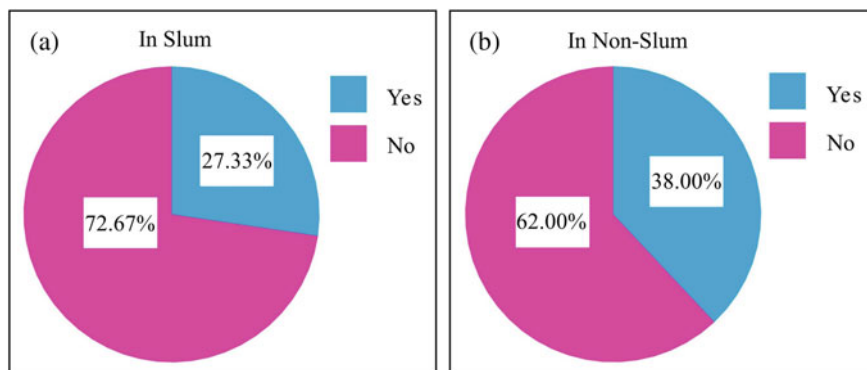 (a) In Slum
Yes
No
27.33%
72.67%
(b) In Non-Slum
Yes
No
38.00%
62.00%